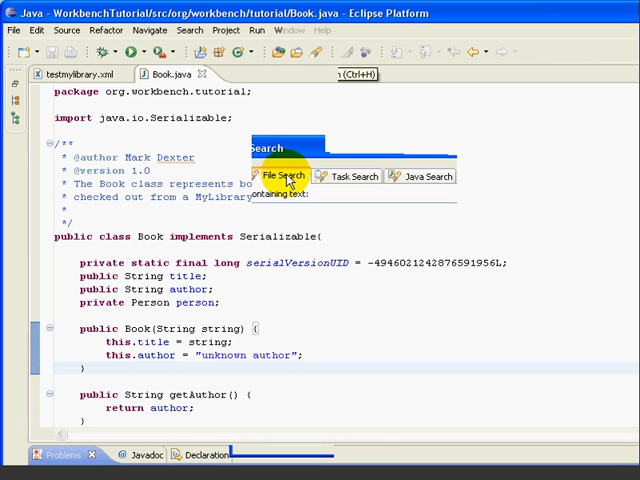 Java - WorkbenchTutorial/src/org/workbench/tutorial/Book.java - Eclipse Platform
File Edit Source Refactor Navigate Search Project Run Window Help
testmylibrary.xml Book.java (Ctrl+H)
package org.workbench.tutorial;
import java.io.Serializable;
/**
Search
* @author Mark Dexter
* @version 1.0
File Search Task Search Java Search
* The Book class represents bo
* checked out from a MyLibrary
ontaining text:
*
*/
public class Book implements Serializable{
private static final long serialVersionUID = -4946021242876591956L;
public String title;
public String author;
private Person person;
public Book(String string) {
this.title = string;
this.author = "unknown author";
}
public String getAuthor() {
return author;
}
Problems Javadoc Declaration